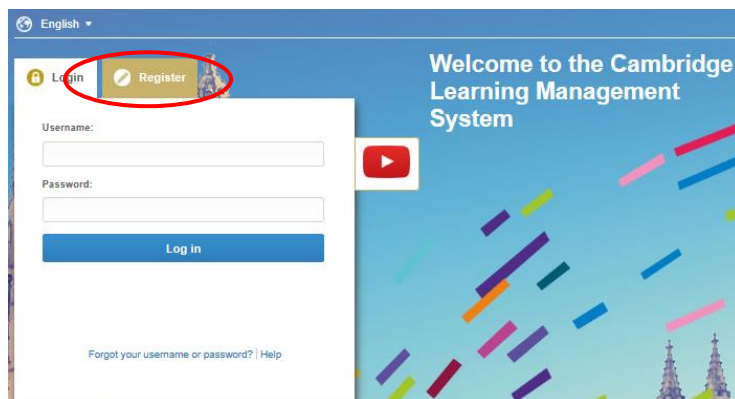 English
Login
Register
Welcome to the Cambridge
Learning Management
System
Username:
Password:
Log in
Forgot your username or password? | Help